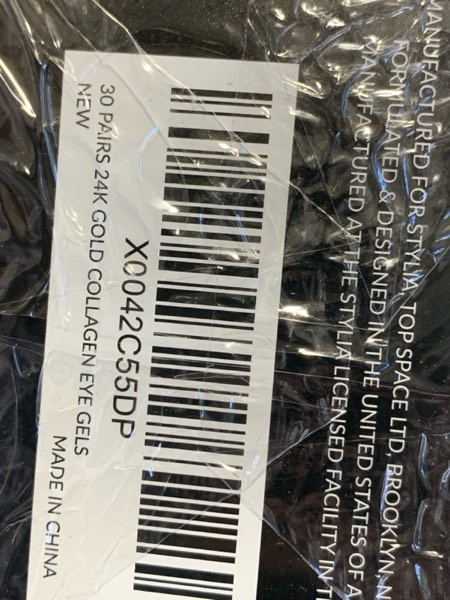 MANUFACTURED FOR STYLIA, TOP SPACE LTD, BROOKLYN, N
FORMULATED & DESIGNED IN THE UNITED STATES OF A
MANUFACTURED AT THE STYLIA LICENSED FACILITY IN T
X0042C55DP
30 PAIRS 24K GOLD COLLAGEN EYE GELS
NEW
MADE IN CHINA